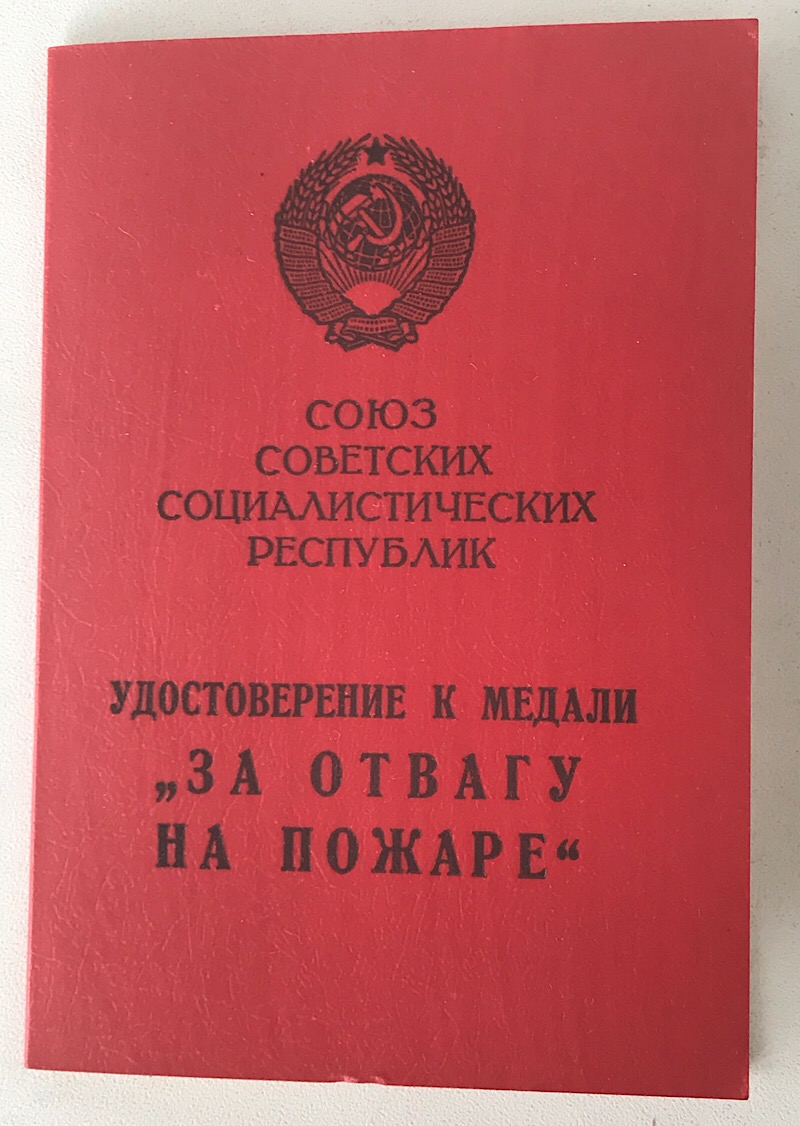 СОЮЗ
СОВЕТСКИХ
СОЦИАЛИСТИЧЕСКИХ
РЕСПУБЛИК
УДОСТОВЕРЕНИЕ К МЕДАЛИ
„ЗА ОТВАГУ
НА ПОЖАРЕ“